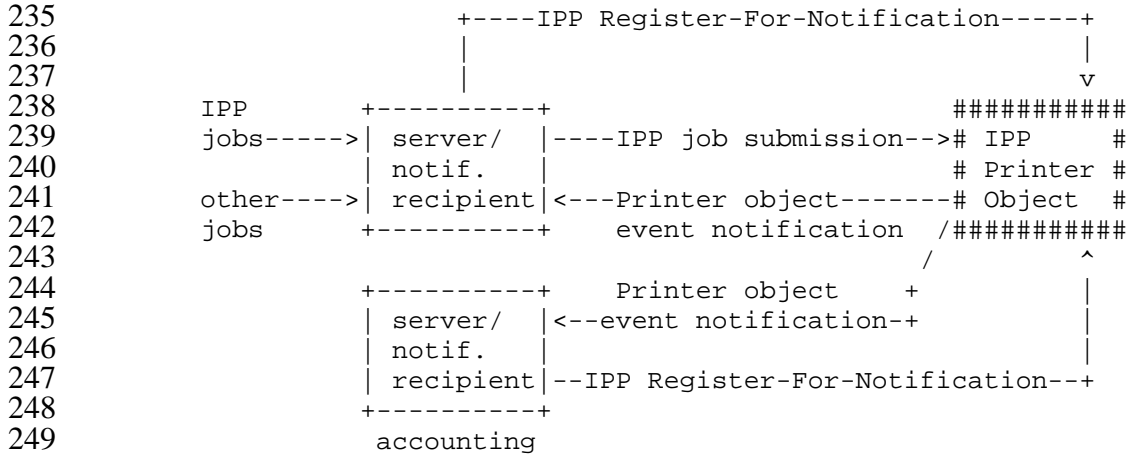 235                          +----IPP Register-For-Notification-----+
236                          |                                      |
237                          |                                      v
238         IPP        +----------+                         ###########
239         jobs----->| server/  |----IPP job submission--># IPP     #
240                   | notif.   |                         # Printer #
241         other---->| recipient|<---Printer object-------# Object  #
242         jobs      +----------+    event notification  /###########
243                                                      /         ^
244                   +----------+    Printer object    +          |
245                   | server/  |<--event notification-+          |
246                   | notif.   |                                 |
247                   | recipient|--IPP Register-For-Notification--+
248                   +----------+
249                    accounting